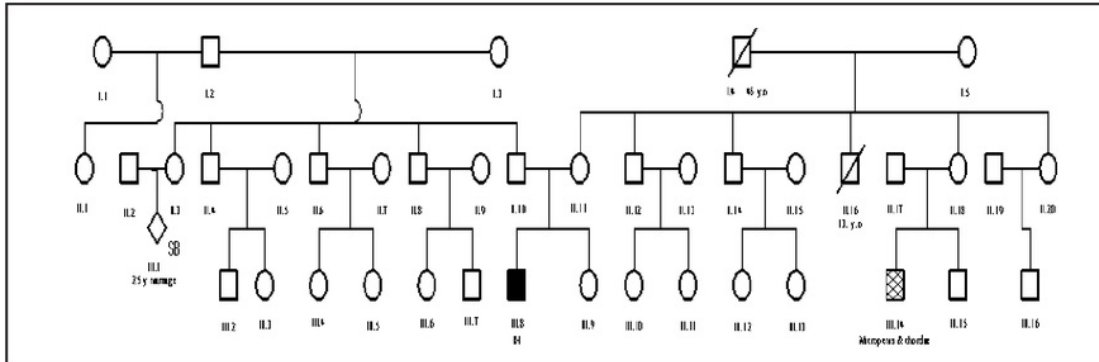 I.1 I.2 I.3 I.4 46 y.o I.5
II.1 II.2 II.3 II.4 II.5 II.6 II.7 II.8 II.9 II.10 II.11 II.12 II.13 II.14 II.15 II.16 II.17 II.18 II.19 II.20
SB
III.1
III.2 III.3 III.4 III.5 III.6 III.7 III.8 III.9 III.10 III.11 III.12 III.13 III.14 III.15 III.16
Micropenis &